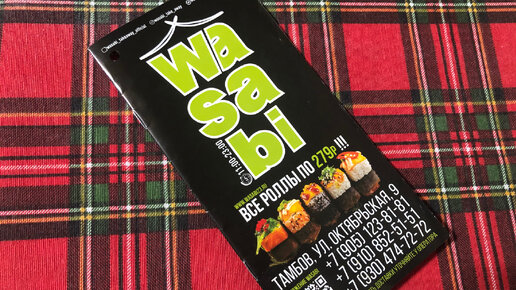 wa
sa
bi
11:00-23:00
ВСЕ РОЛЛЫ ПО 279р !!!
ТАМБОВ, УЛ. ОКТЯБРЬСКАЯ, 9
+7 (905) 123-81-81
+7 (910) 852-51-57
+7 (930) 474-72-72